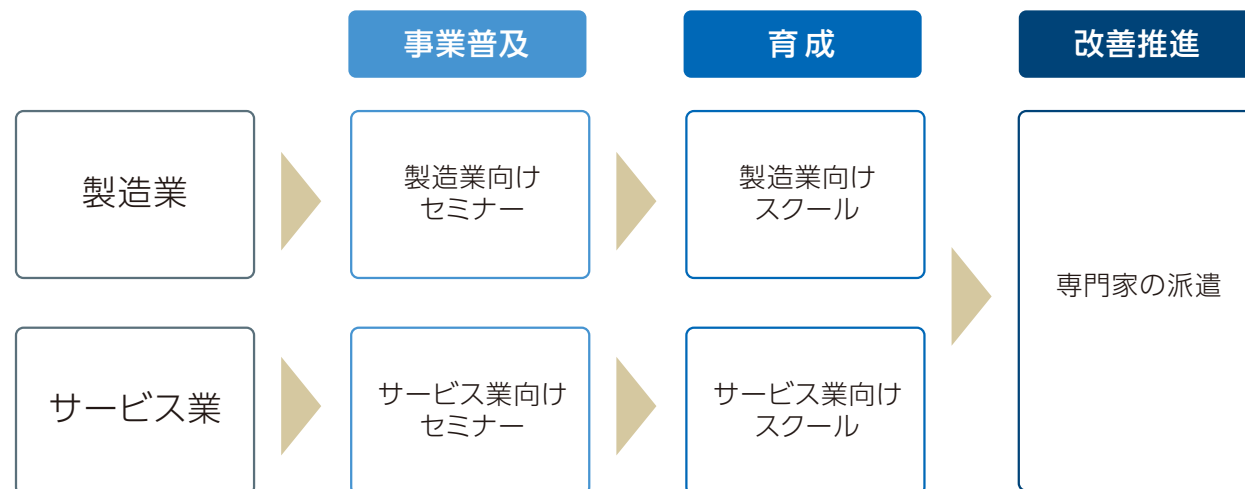 事業普及
育成
改善推進
製造業
製造業向け
セミナー
製造業向け
スクール
専門家の派遣
サービス業
サービス業向け
セミナー
サービス業向け
スクール